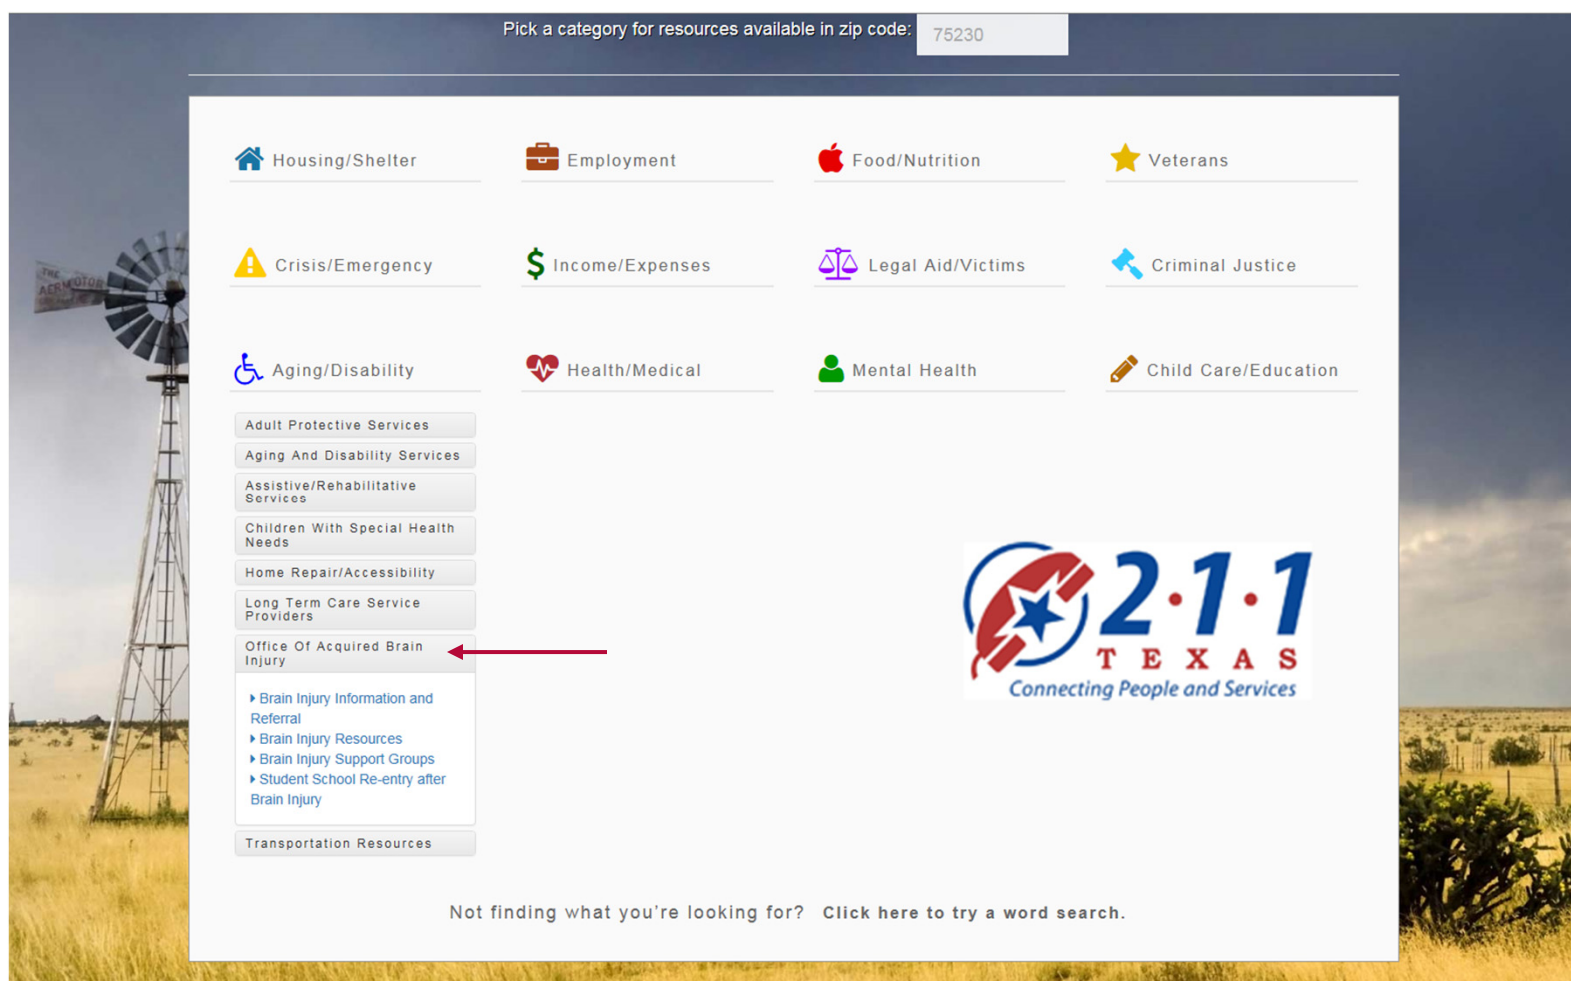 Pick a category for resources available in zip code: 75230
Housing/Shelter
Employment
Food/Nutrition
Veterans
Crisis/Emergency
Income/Expenses
Legal Aid/Victims
Criminal Justice
Aging/Disability
Health/Medical
Mental Health
Child Care/Education
Adult Protective Services
Aging And Disability Services
Assistive/Rehabilitative
Services
Children With Special Health
Needs
Home Repair/Accessibility
Long Term Care Service
Providers
Office Of Acquired Brain
Injury
Brain Injury Information and
Referral
Brain Injury Resources
Brain Injury Support Groups
Student School Re-entry after
Brain Injury
Transportation Resources
2·1·1
TEXAS
Connecting People and Services
Not finding what you're looking for? Click here to try a word search.
THE
AERMOTOR